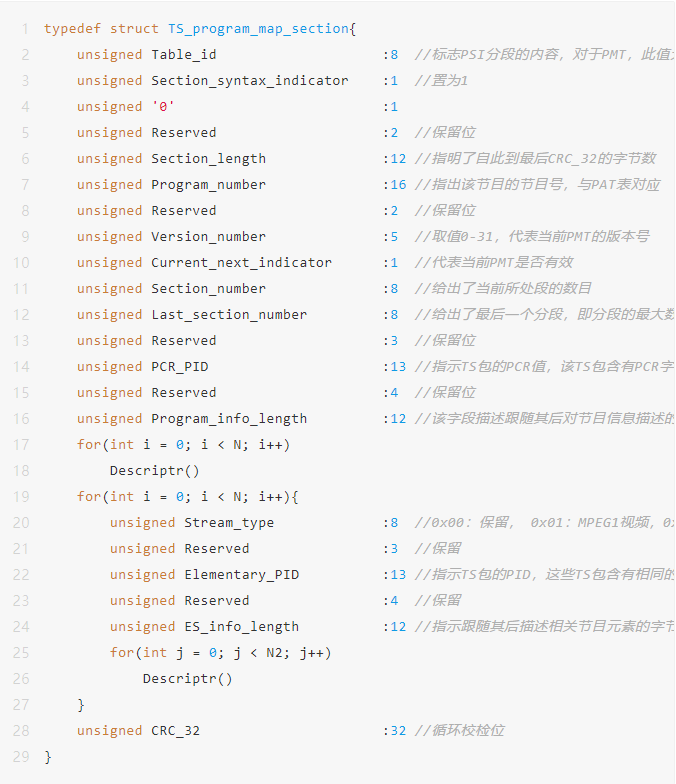 1 typedef struct TS_program_map_section{
2 unsigned Table_id :8 //标志PSI分段的内容，对于PMT，此值
3 unsigned Section_syntax_indicator :1 //置为1
4 unsigned '0' :1
5 unsigned Reserved :2 //保留位
6 unsigned Section_length :12 //指明了自此到最后CRC_32的字节数
7 unsigned Program_number :16 //指出该节目的节目号，与PAT表对应
8 unsigned Reserved :2 //保留位
9 unsigned Version_number :5 //取值0-31，代表当前PMT的版本号
10 unsigned Current_next_indicator :1 //代表当前PMT是否有效
11 unsigned Section_number :8 //给出了当前所处段的数目
12 unsigned Last_section_number :8 //给出了最后一个分段，即分段的最大数
13 unsigned Reserved :3 //保留位
14 unsigned PCR_PID :13 //指示TS包的PCR值，该TS包含有PCR字
15 unsigned Reserved :4 //保留位
16 unsigned Program_info_length :12 //该字段描述跟随其后对节目信息描述的
17 for(int i = 0; i < N; i++)
18 Descriptr()
19 for(int i = 0; i < N; i++){
20 unsigned Stream_type :8 //0x00：保留， 0x01：MPEG1视频，0x
21 unsigned Reserved :3 //保留
22 unsigned Elementary_PID :13 //指示TS包的PID，这些TS包含有相同的
23 unsigned Reserved :4 //保留
24 unsigned ES_info_length :12 //指示跟随其后描述相关节目元素的字节
25 for(int j = 0; j < N2; j++)
26 Descriptr()
27 }
28 unsigned CRC_32 :32 //循环校检位
29 }